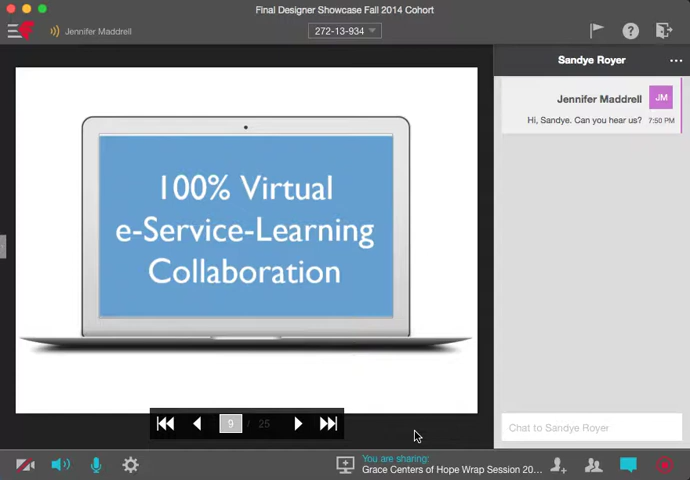 Final Designer Showcase Fall 2014 Cohort
Jennifer Maddrell
272-13-934
Sandye Royer
Jennifer Maddrell
JM
Hi, Sandye. Can you hear us?
7:50 PM
100% Virtual
e-Service-Learning
Collaboration
9 / 25
Chat to Sandye Royer
You are sharing:
Grace Centers of Hope Wrap Session 20...